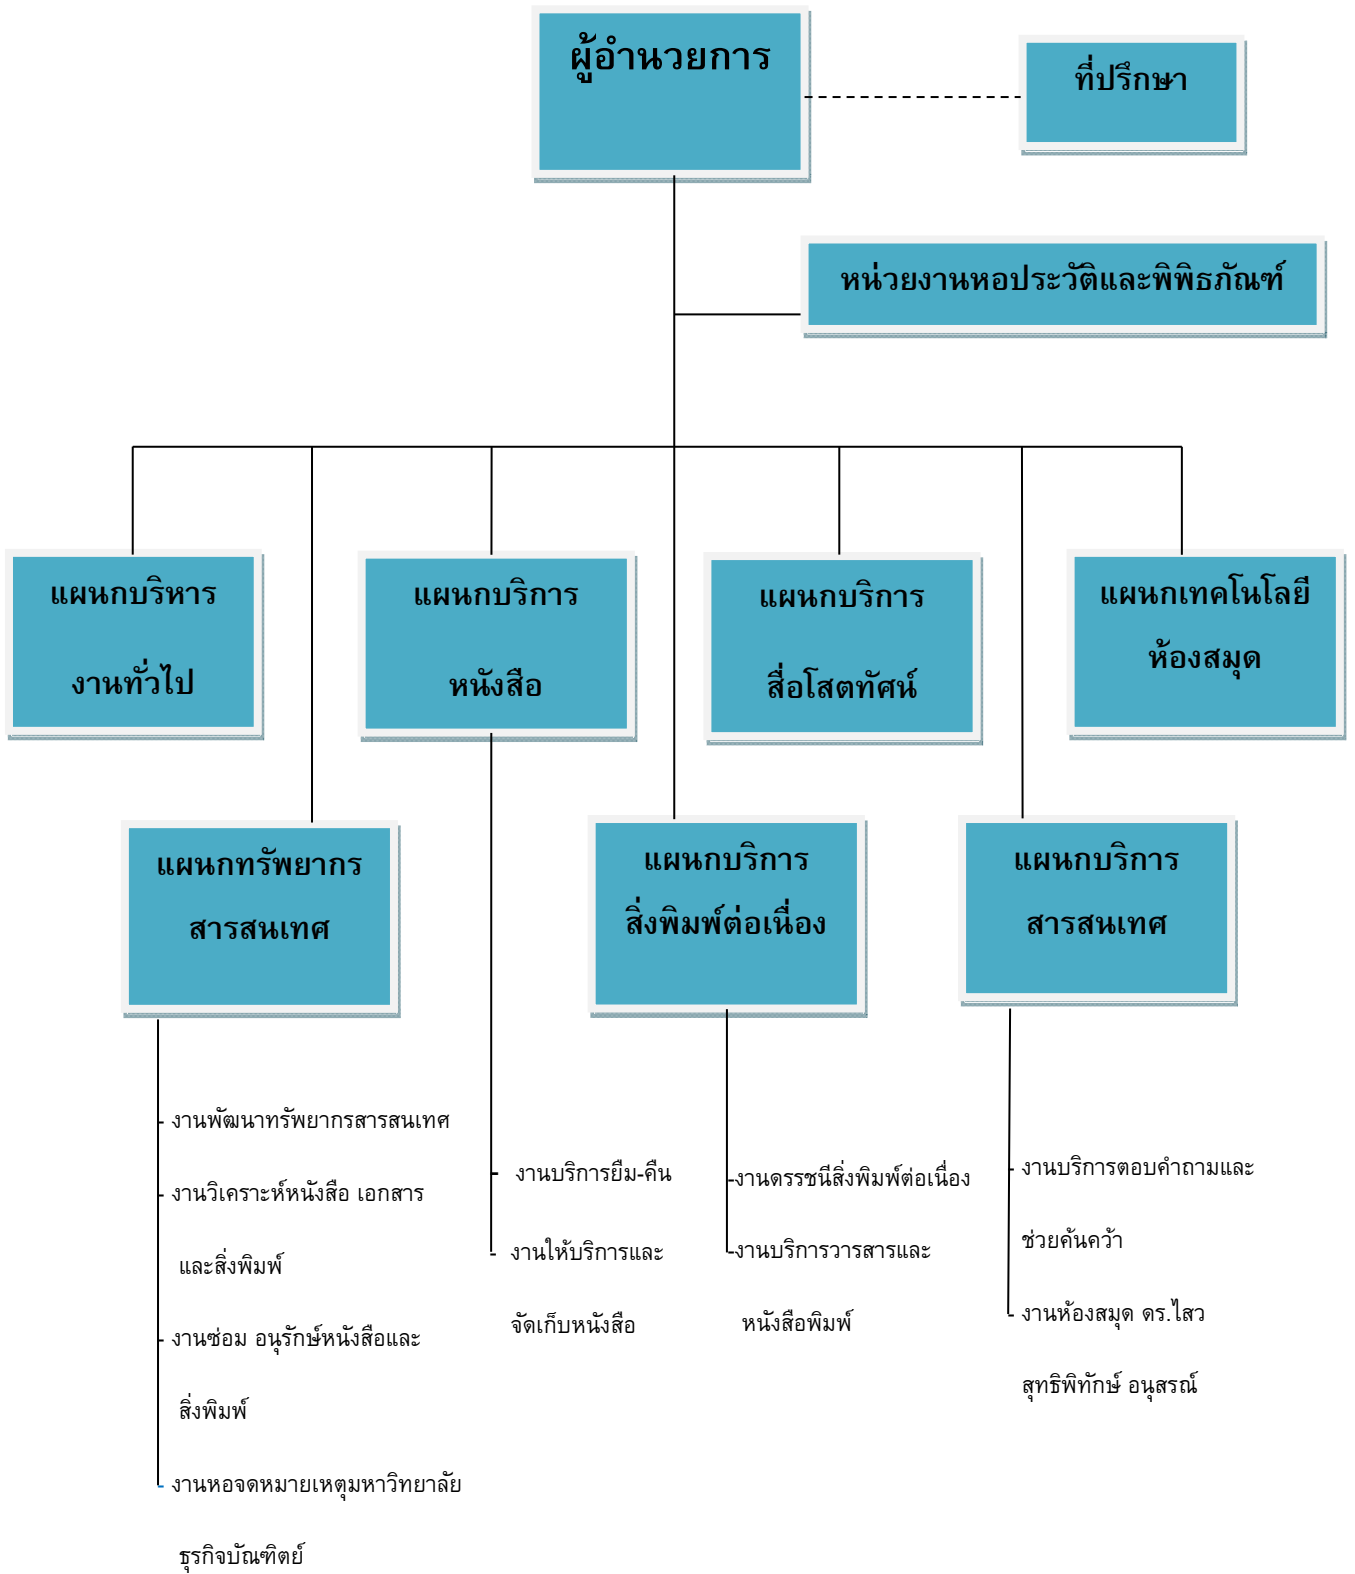 ผู้อำนวยการ
ที่ปรึกษา
หน่วยงานหอประวัติและพิพิธภัณฑ์
แผนกบริหาร
งานทั่วไป
แผนกบริการ
หนังสือ
แผนกบริการ
สื่อโสตทัศน์
แผนกเทคโนโลยี
ห้องสมุด
แผนกทรัพยากร
สารสนเทศ
แผนกบริการ
สิ่งพิมพ์ต่อเนื่อง
แผนกบริการ
สารสนเทศ
งานพัฒนาทรัพยากรสารสนเทศ
งานวิเคราะห์หนังสือ เอกสาร
และสิ่งพิมพ์
งานซ่อม อนุรักษ์หนังสือและ
สิ่งพิมพ์
งานหอจดหมายเหตุมหาวิทยาลัย
ธุรกิจบัณฑิตย์
งานบริการยืม-คืน
งานให้บริการและ
จัดเก็บหนังสือ
งานดรรชนีสิ่งพิมพ์ต่อเนื่อง
งานบริการวารสารและ
หนังสือพิมพ์
งานบริการตอบคำถามและ
ช่วยค้นคว้า
งานห้องสมุด ดร.ไสว
สุทธิพิทักษ์ อนุสรณ์